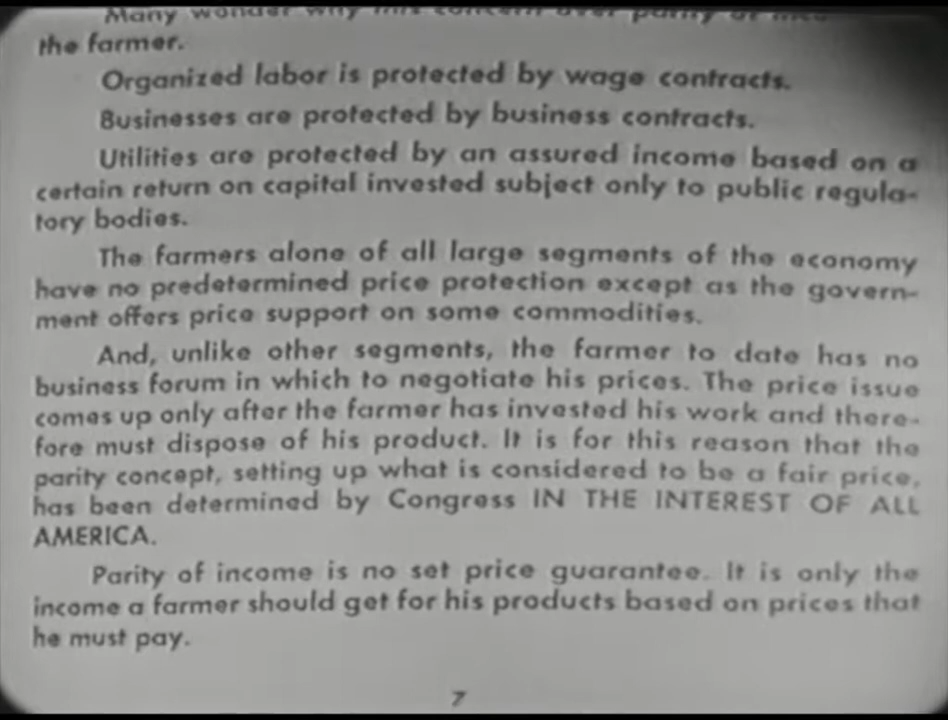 Many wonder why this concern over parity of
the farmer.
Organized labor is protected by wage contracts.
Businesses are protected by business contracts.
Utilities are protected by an assured income based on a
certain return on capital invested subject only to public regula-
tory bodies.
The farmers alone of all large segments of the economy
have no predetermined price protection except as the govern-
ment offers price support on some commodities.
And, unlike other segments, the farmer to date has no
business forum in which to negotiate his prices. The price issue
comes up only after the farmer has invested his work and there-
fore must dispose of his product. It is for this reason that the
parity concept, setting up what is considered to be a fair price,
has been determined by Congress IN THE INTEREST OF ALL
AMERICA.
Parity of income is no set price guarantee. It is only the
income a farmer should get for his products based on prices that
he must pay.
7